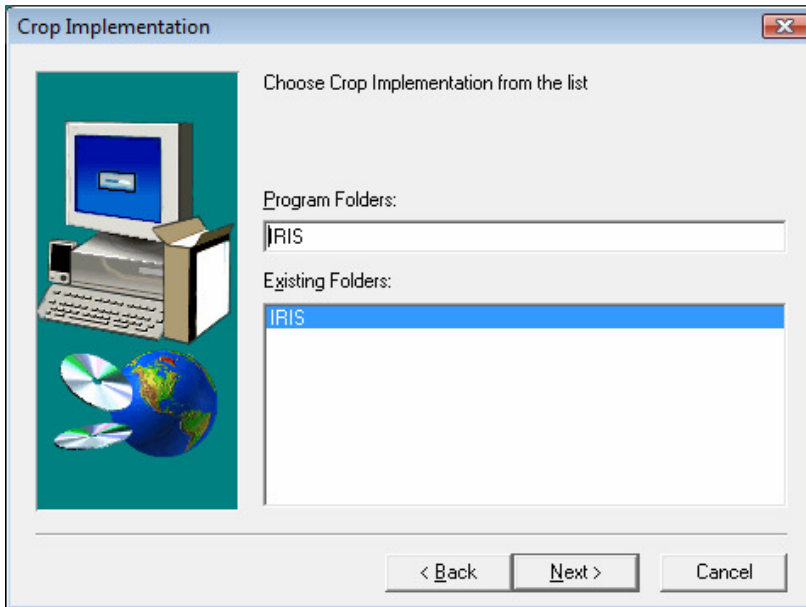 Crop Implementation
Choose Crop Implementation from the list
Program Folders:
IRIS
Existing Folders:
IRIS
< Back Next > Cancel